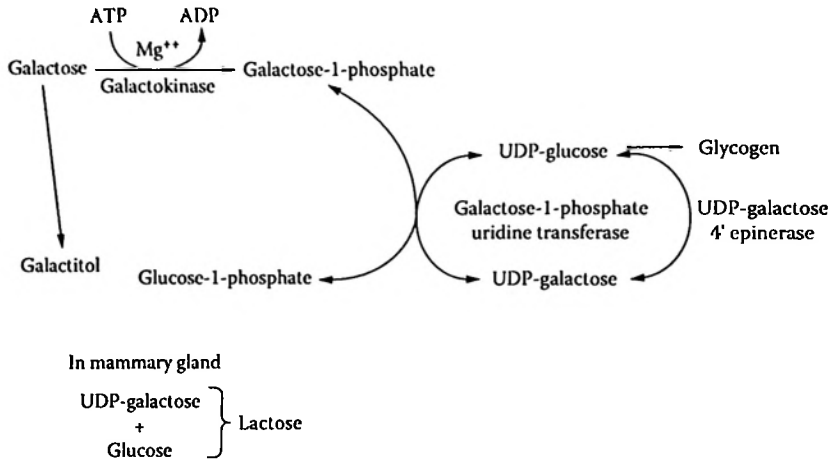 ATP ADP
Mg++
Galactose Galactose-1-phosphate
Galactokinase
UDP-glucose Glycogen
Galactose-1-phosphate
uridine transferase
UDP-galactose
4' epinerase
Galactitol
Glucose-1-phosphate UDP-galactose
In mammary gland
UDP-galactose
+
Glucose
Lactose